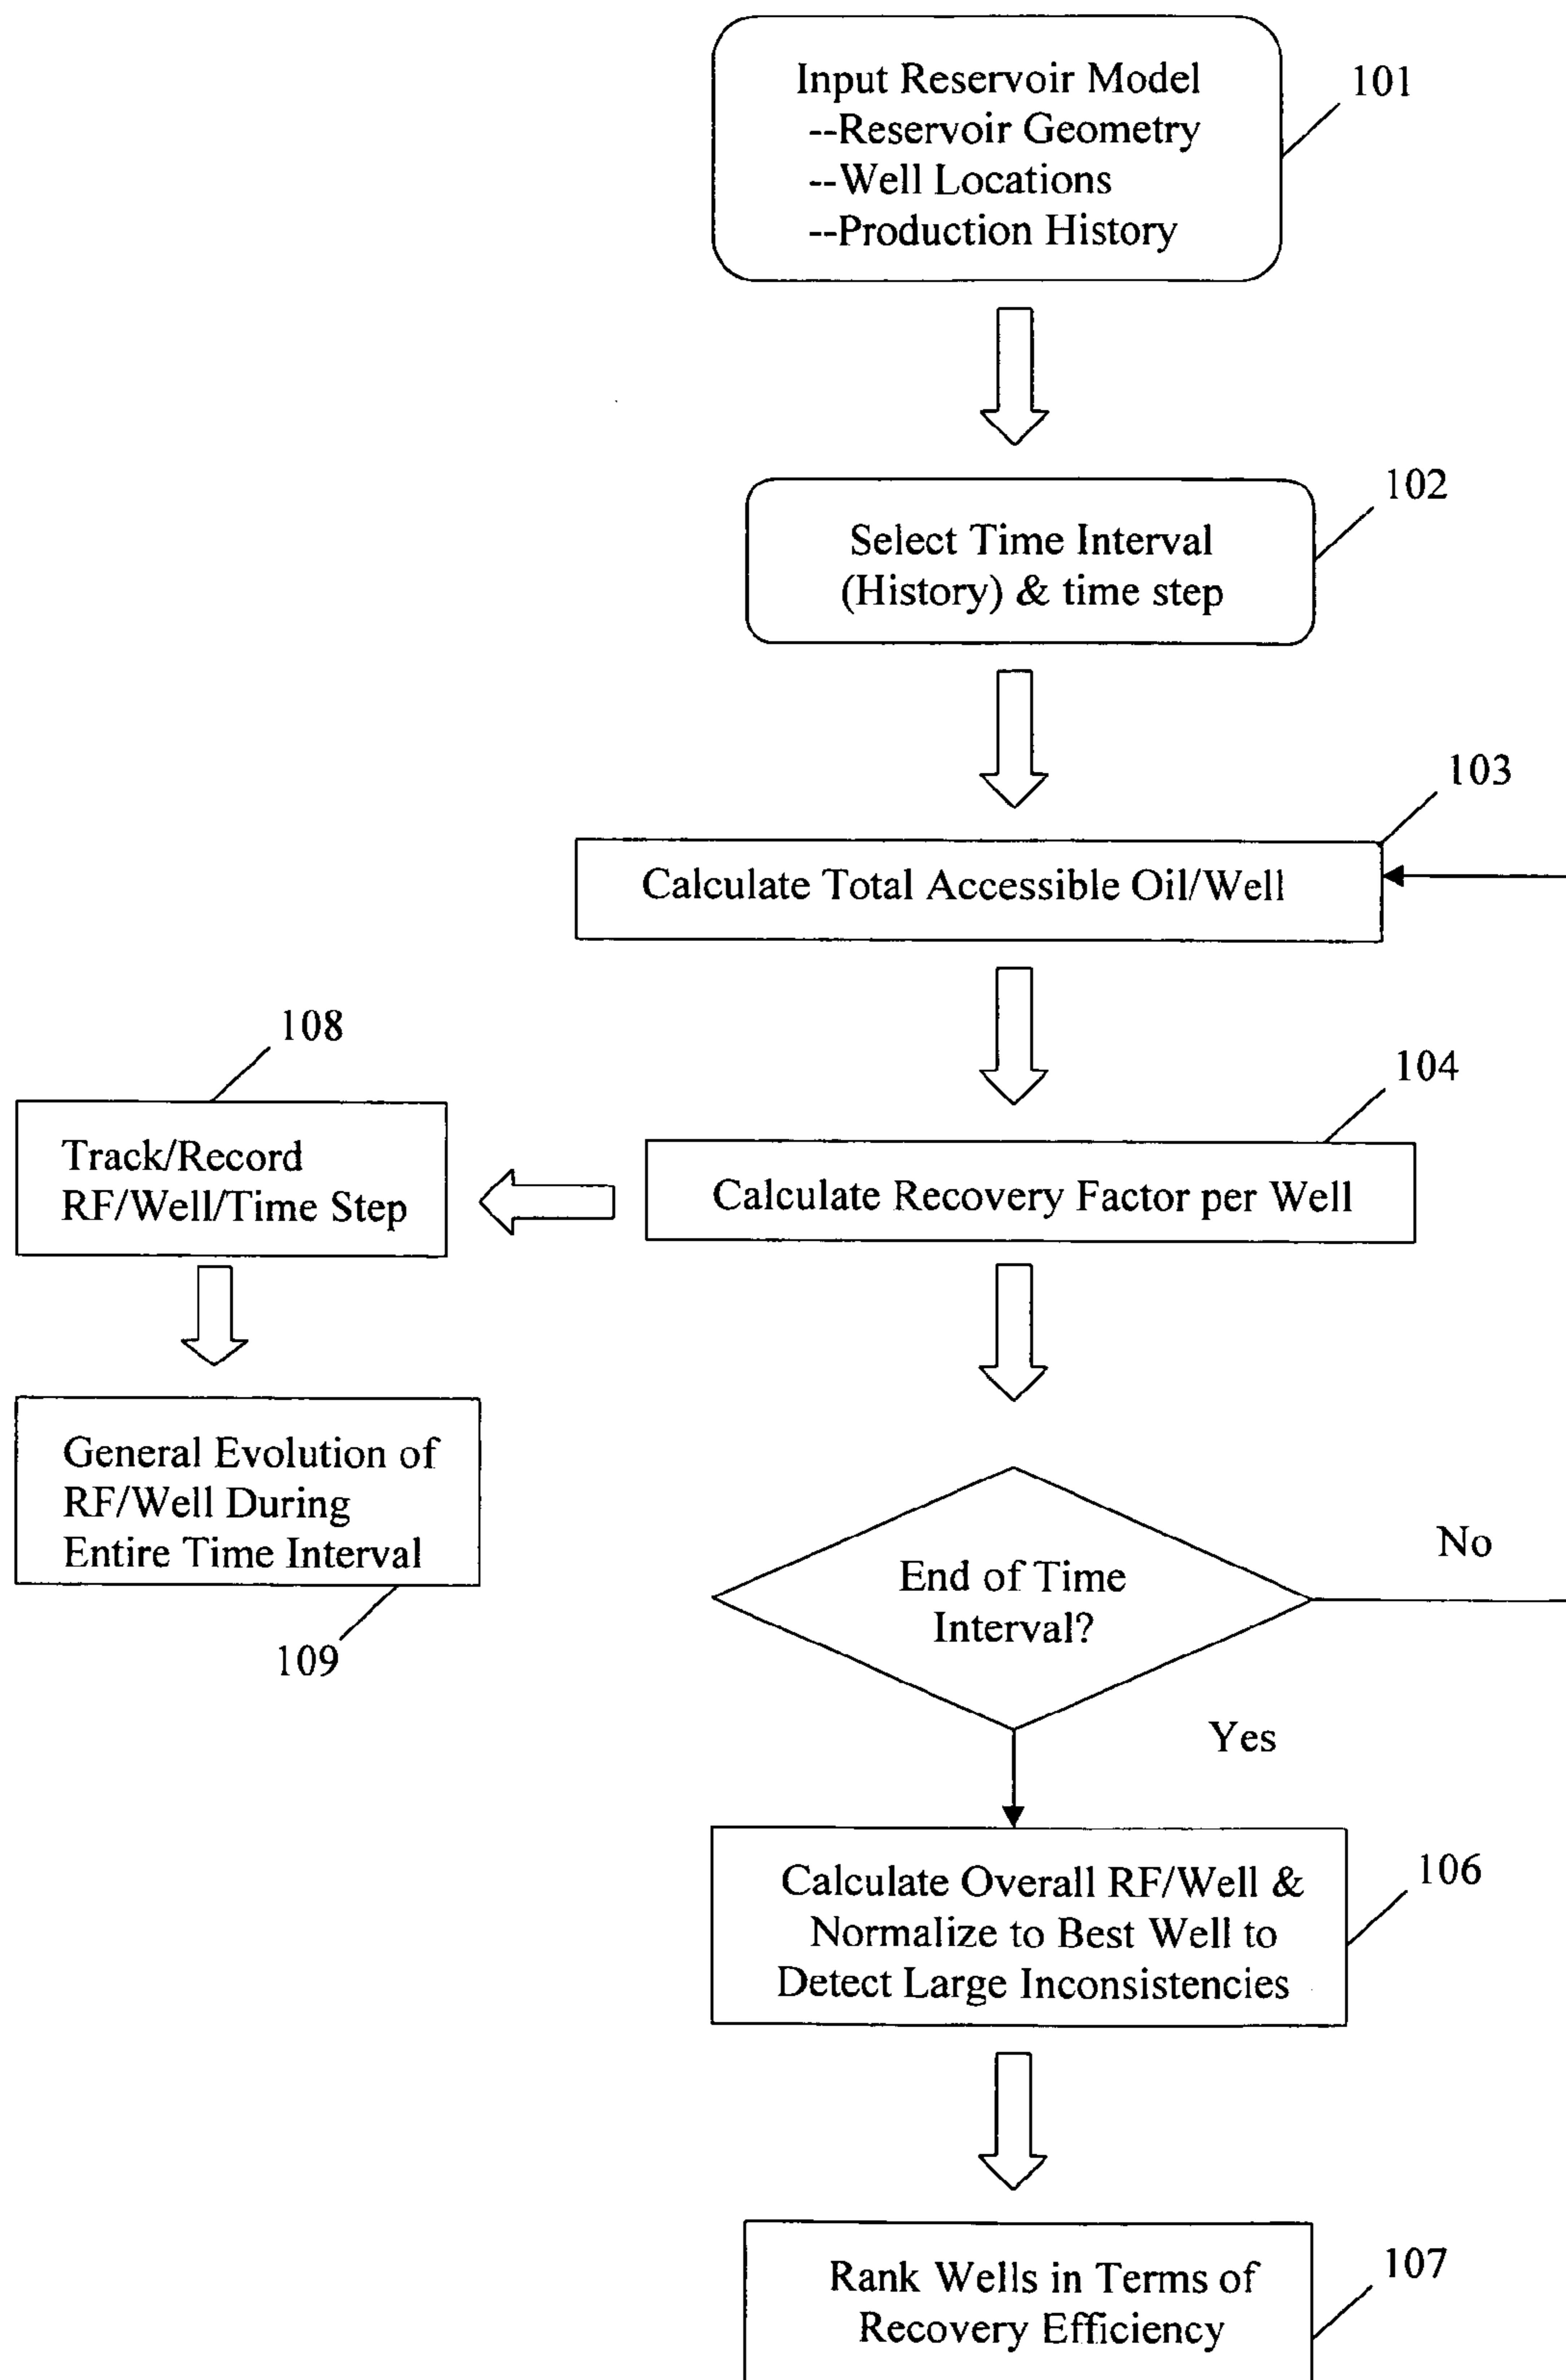 Input Reservoir Model
--Reservoir Geometry
--Well Locations
--Production History
101
Select Time Interval
(History) & time step
102
Calculate Total Accessible Oil/Well
103
Calculate Recovery Factor per Well
104
Track/Record
RF/Well/Time Step
108
General Evolution of
RF/Well During
Entire Time Interval
109
End of Time
Interval?
No
Yes
Calculate Overall RF/Well &
Normalize to Best Well to
Detect Large Inconsistencies
106
Rank Wells in Terms of
Recovery Efficiency
107